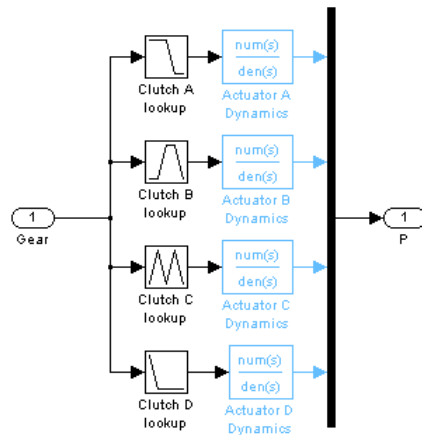 num(s)
den(s)
Clutch A
lookup
Actuator A
Dynamics
num(s)
den(s)
Clutch B
lookup
Actuator B
Dynamics
1
Gear
1
P
num(s)
den(s)
Clutch C
lookup
Actuator C
Dynamics
num(s)
den(s)
Clutch D
lookup
Actuator D
Dynamics